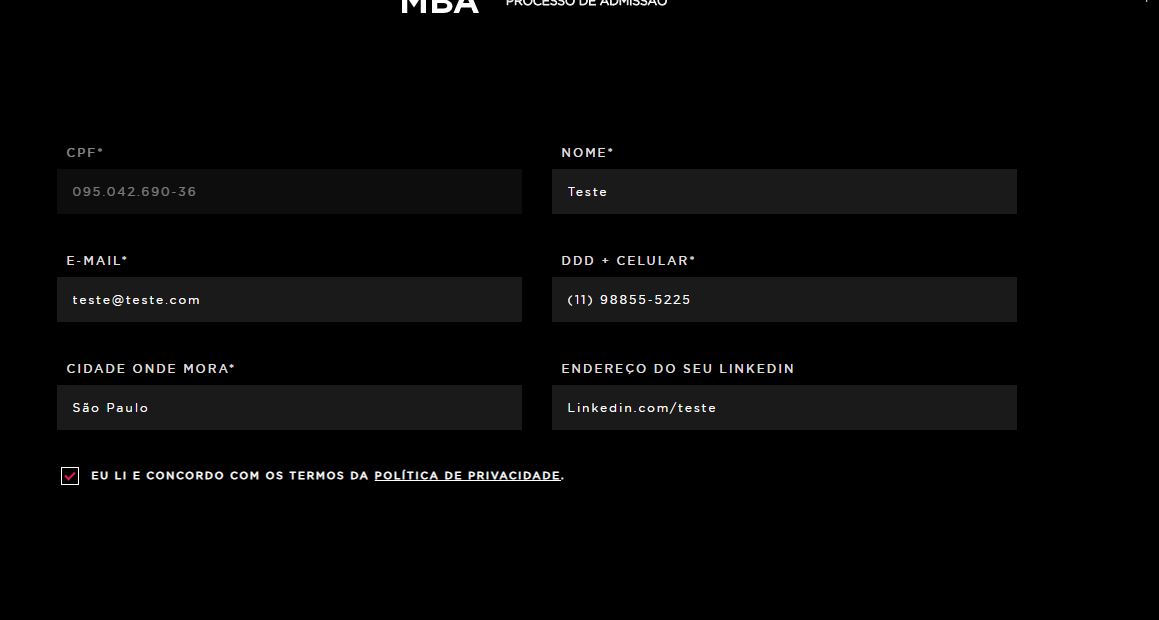 MBA PROCESSO DE ADMISSÃO
CPF* NOME*
095.042.690-36 Teste
E-MAIL* DDD + CELULAR*
teste@teste.com (11) 98855-5225
CIDADE ONDE MORA* ENDEREÇO DO SEU LINKEDIN
São Paulo Linkedin.com/teste
EU LI E CONCORDO COM OS TERMOS DA POLÍTICA DE PRIVACIDADE.